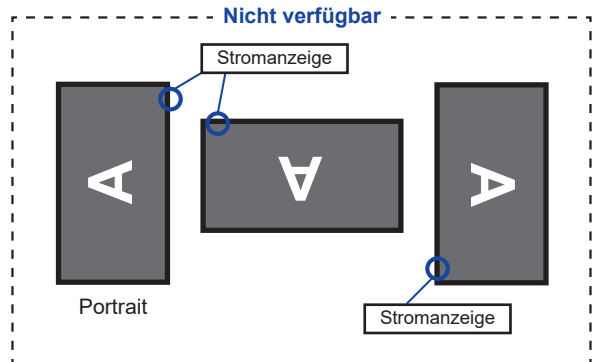 Nicht verfügbar
Stromanzeige
A
A
A
Portrait
Stromanzeige